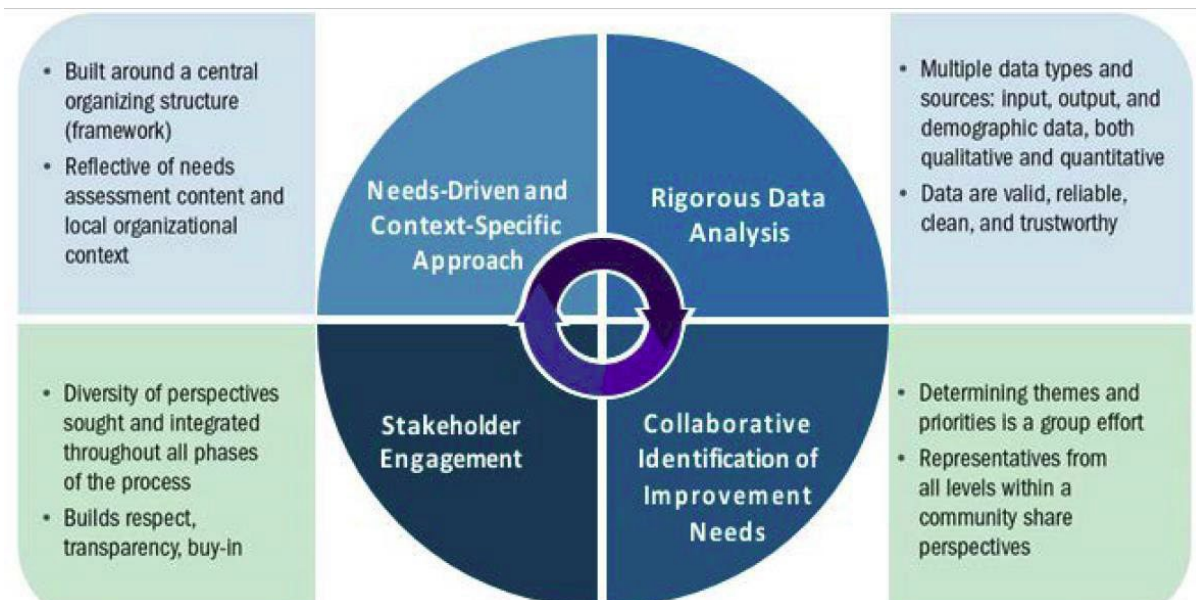 • Built around a central
organizing structure
(framework)
• Reflective of needs
assessment content and
local organizational
context
Needs-Driven and
Context-Specific
Approach
Rigorous Data
Analysis
• Multiple data types and
sources: input, output, and
demographic data, both
qualitative and quantitative
• Data are valid, reliable,
clean, and trustworthy
• Diversity of perspectives
sought and integrated
throughout all phases
of the process
• Builds respect,
transparency, buy-in
Stakeholder
Engagement
Collaborative
Identification of
Improvement
Needs
• Determining themes and
priorities is a group effort
• Representatives from
all levels within a
community share
perspectives